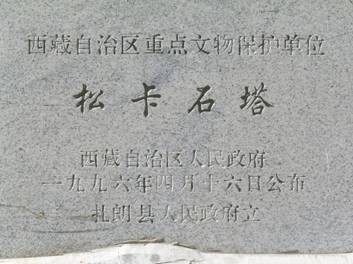 西藏自治区重点文物保护单位
松卡石塔
西藏自治区人民政府
一九九六年四月十六日公布
扎朗县人民政府立